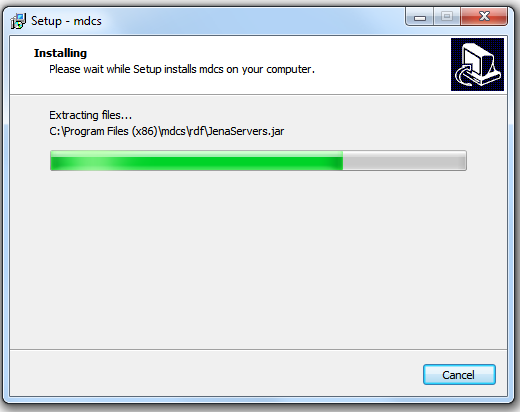 Setup - mdcs
Installing
Please wait while Setup installs mdcs on your computer.
Extracting files...
C:\Program Files (x86)\mdcs\rdf\JenaServers.jar
Cancel